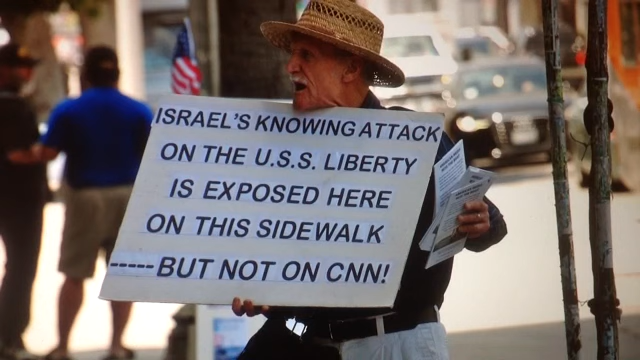 ISRAEL'S KNOWING ATTACK
ON THE U.S.S. LIBERTY
IS EXPOSED HERE
ON THIS SIDEWALK
-----BUT NOT ON CNN!